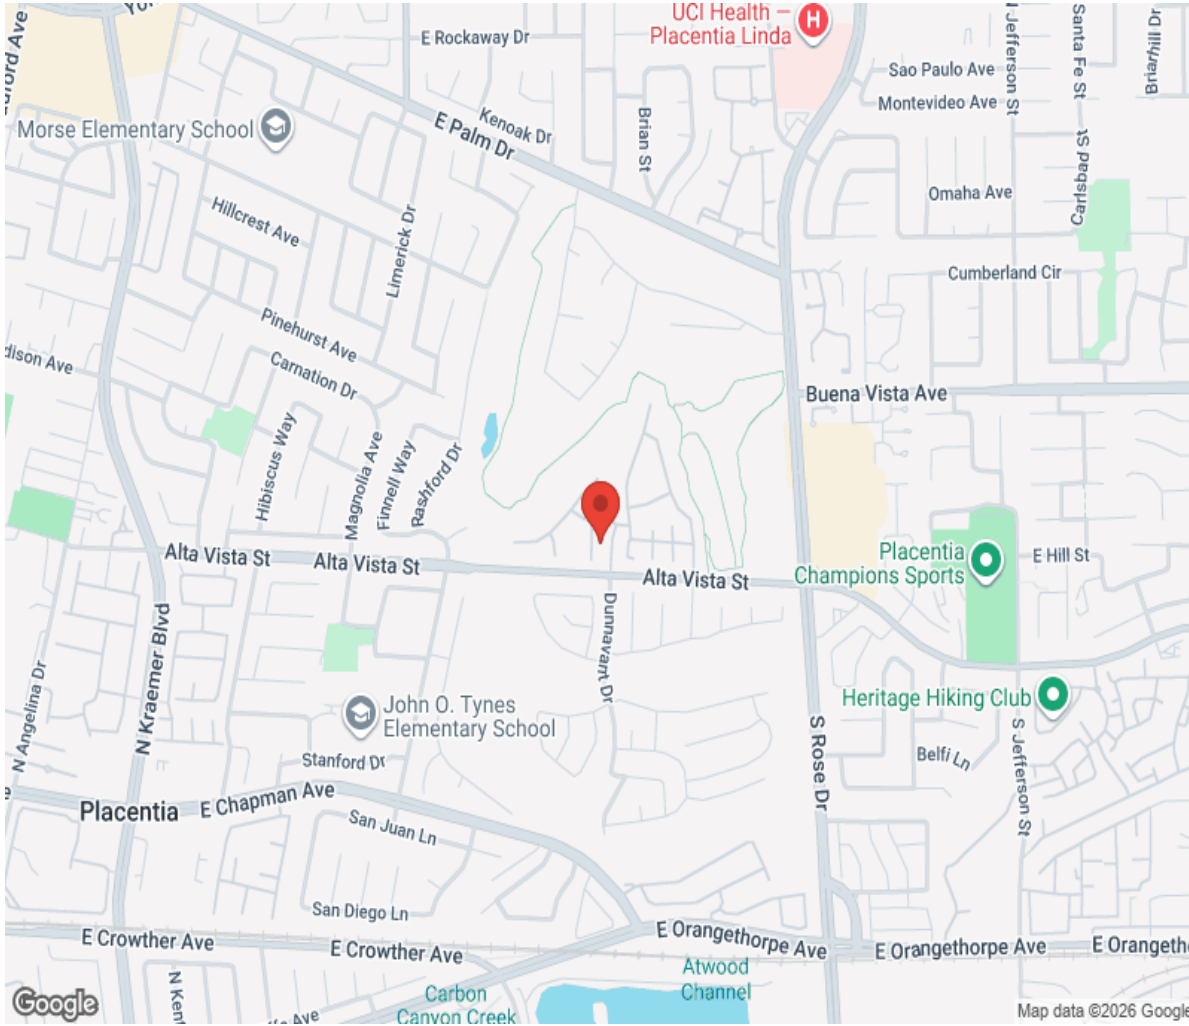 UCI Health –
Placentia Linda
E Rockaway Dr
N Jefferson St
Santa Fe St
Briarhill Dr
Sao Paulo Ave
Montevideo Ave
Kenoak Dr
E Palm Dr
Brian St
Morse Elementary School
Carlsbad St
Omaha Ave
Hillcrest Ave
Limerick Dr
Cumberland Cir
Pinehurst Ave
Carnation Dr
dison Ave
Buena Vista Ave
Hibiscus Way
Magnolia Ave
Finnell Way
Rashford Dr
Alta Vista St
Alta Vista St
Alta Vista St
Placentia
Champions Sports
E Hill St
Dunnavant Dr
N Kraemer Blvd
N Angelina Dr
John O. Tynes
Elementary School
Heritage Hiking Club
S Rose Dr
Belfi Ln
S Jefferson St
Stanford Dr
Placentia
E Chapman Ave
San Juan Ln
San Diego Ln
E Crowther Ave
E Crowther Ave
E Orangethorpe Ave
E Orangethorpe Ave
E Orangeth
N Kent
Atwood
Channel
Carbon
Canyon Creek
Google
Map data ©2026 Google